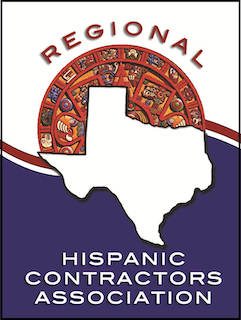 REGIONAL
HISPANIC
CONTRACTORS
ASSOCIATION